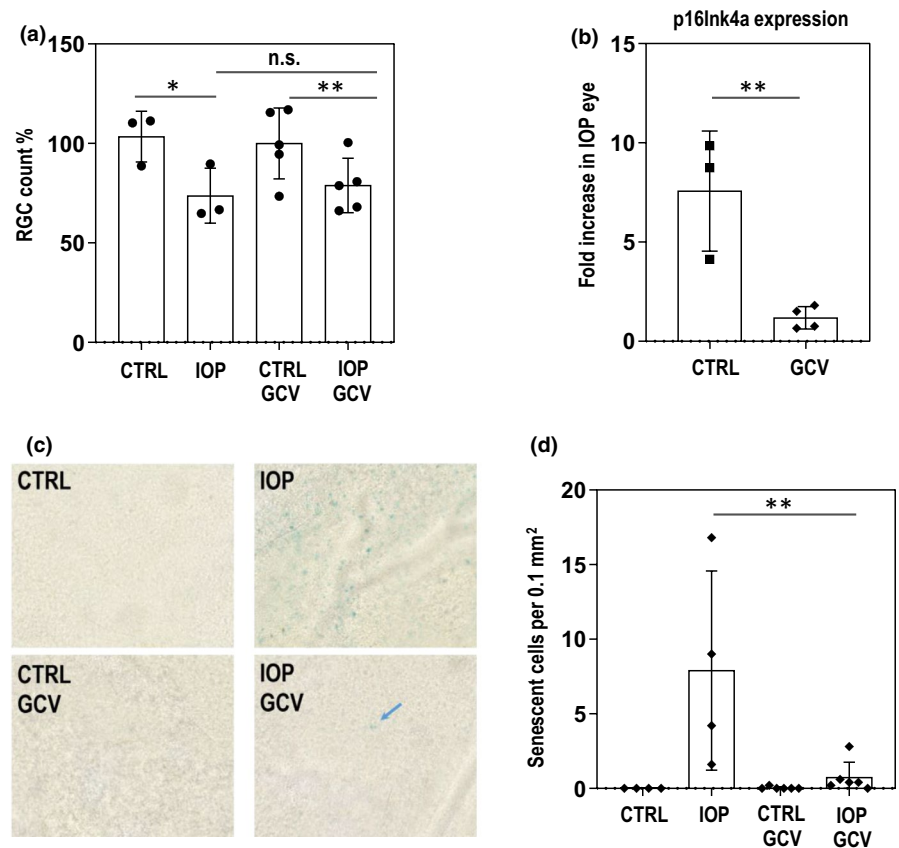 (a)
150
100
50
0
RGC count %
n.s.
*
**
CTRL
IOP
CTRL
GCV
IOP
GCV
(b)
p16Ink4a expression
15
10
5
0
Fold increase in IOP eye
**
CTRL
GCV
(c)
CTRL
IOP
CTRL
GCV
IOP
GCV
(d)
20
15
10
5
0
Senescent cells per 0.1 mm²
**
CTRL
IOP
CTRL
GCV
IOP
GCV